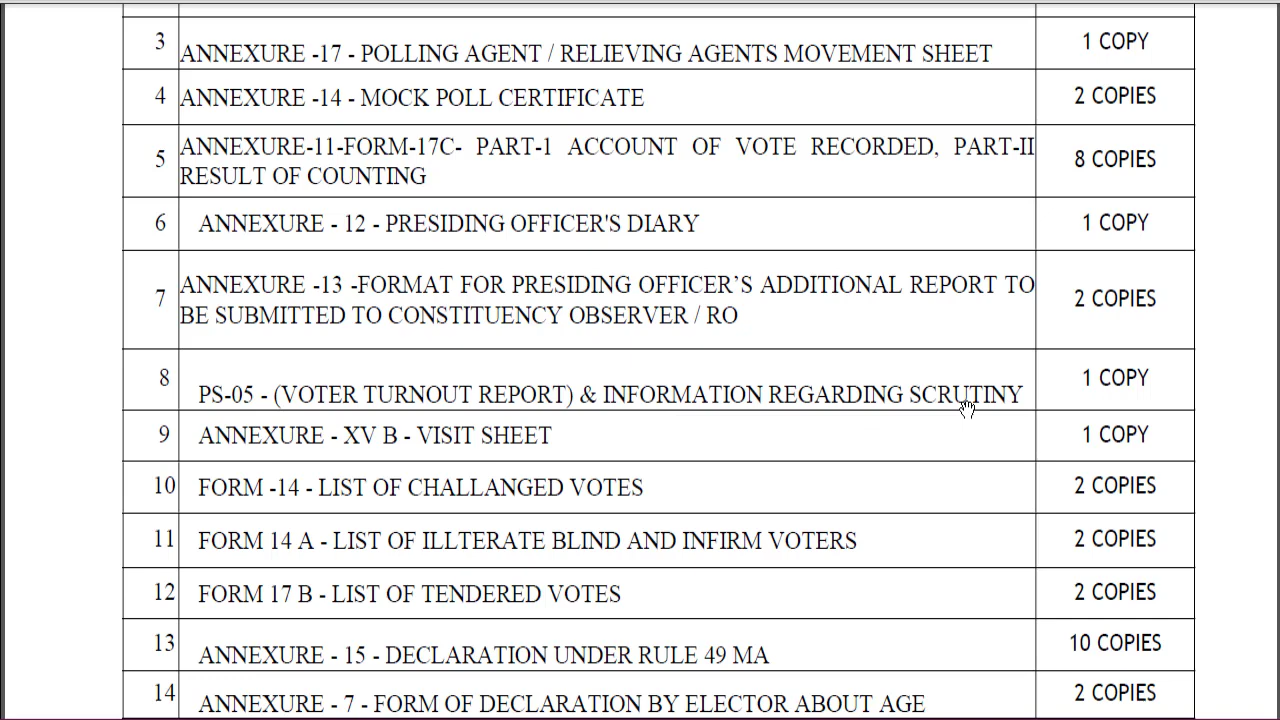 3 ANNEXURE -17 - POLLING AGENT / RELIEVING AGENTS MOVEMENT SHEET 1 COPY
4 ANNEXURE -14 - MOCK POLL CERTIFICATE 2 COPIES
5 ANNEXURE-11-FORM-17C- PART-1 ACCOUNT OF VOTE RECORDED, PART-II 8 COPIES
RESULT OF COUNTING
6 ANNEXURE - 12 - PRESIDING OFFICER'S DIARY 1 COPY
7 ANNEXURE -13 -FORMAT FOR PRESIDING OFFICER’S ADDITIONAL REPORT TO 2 COPIES
BE SUBMITTED TO CONSTITUENCY OBSERVER / RO
8 PS-05 - (VOTER TURNOUT REPORT) & INFORMATION REGARDING SCRUTINY 1 COPY
9 ANNEXURE - XV B - VISIT SHEET 1 COPY
10 FORM -14 - LIST OF CHALLANGED VOTES 2 COPIES
11 FORM 14 A - LIST OF ILLTERATE BLIND AND INFIRM VOTERS 2 COPIES
12 FORM 17 B - LIST OF TENDERED VOTES 2 COPIES
13 ANNEXURE - 15 - DECLARATION UNDER RULE 49 MA 10 COPIES
14 ANNEXURE - 7 - FORM OF DECLARATION BY ELECTOR ABOUT AGE 2 COPIES